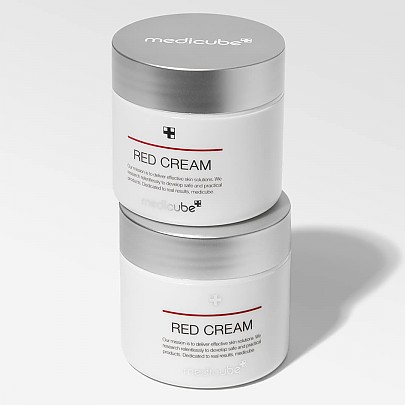 medicube
RED CREAM
Our mission is to deliver effective skin solutions. We
research relentlessly to develop safe and practical
products. Dedicated to real results, medicube.
medicube
RED CREAM
Our mission is to deliver effective skin solutions. We
research relentlessly to develop safe and practical
products. Dedicated to real results, medicube.
medicube